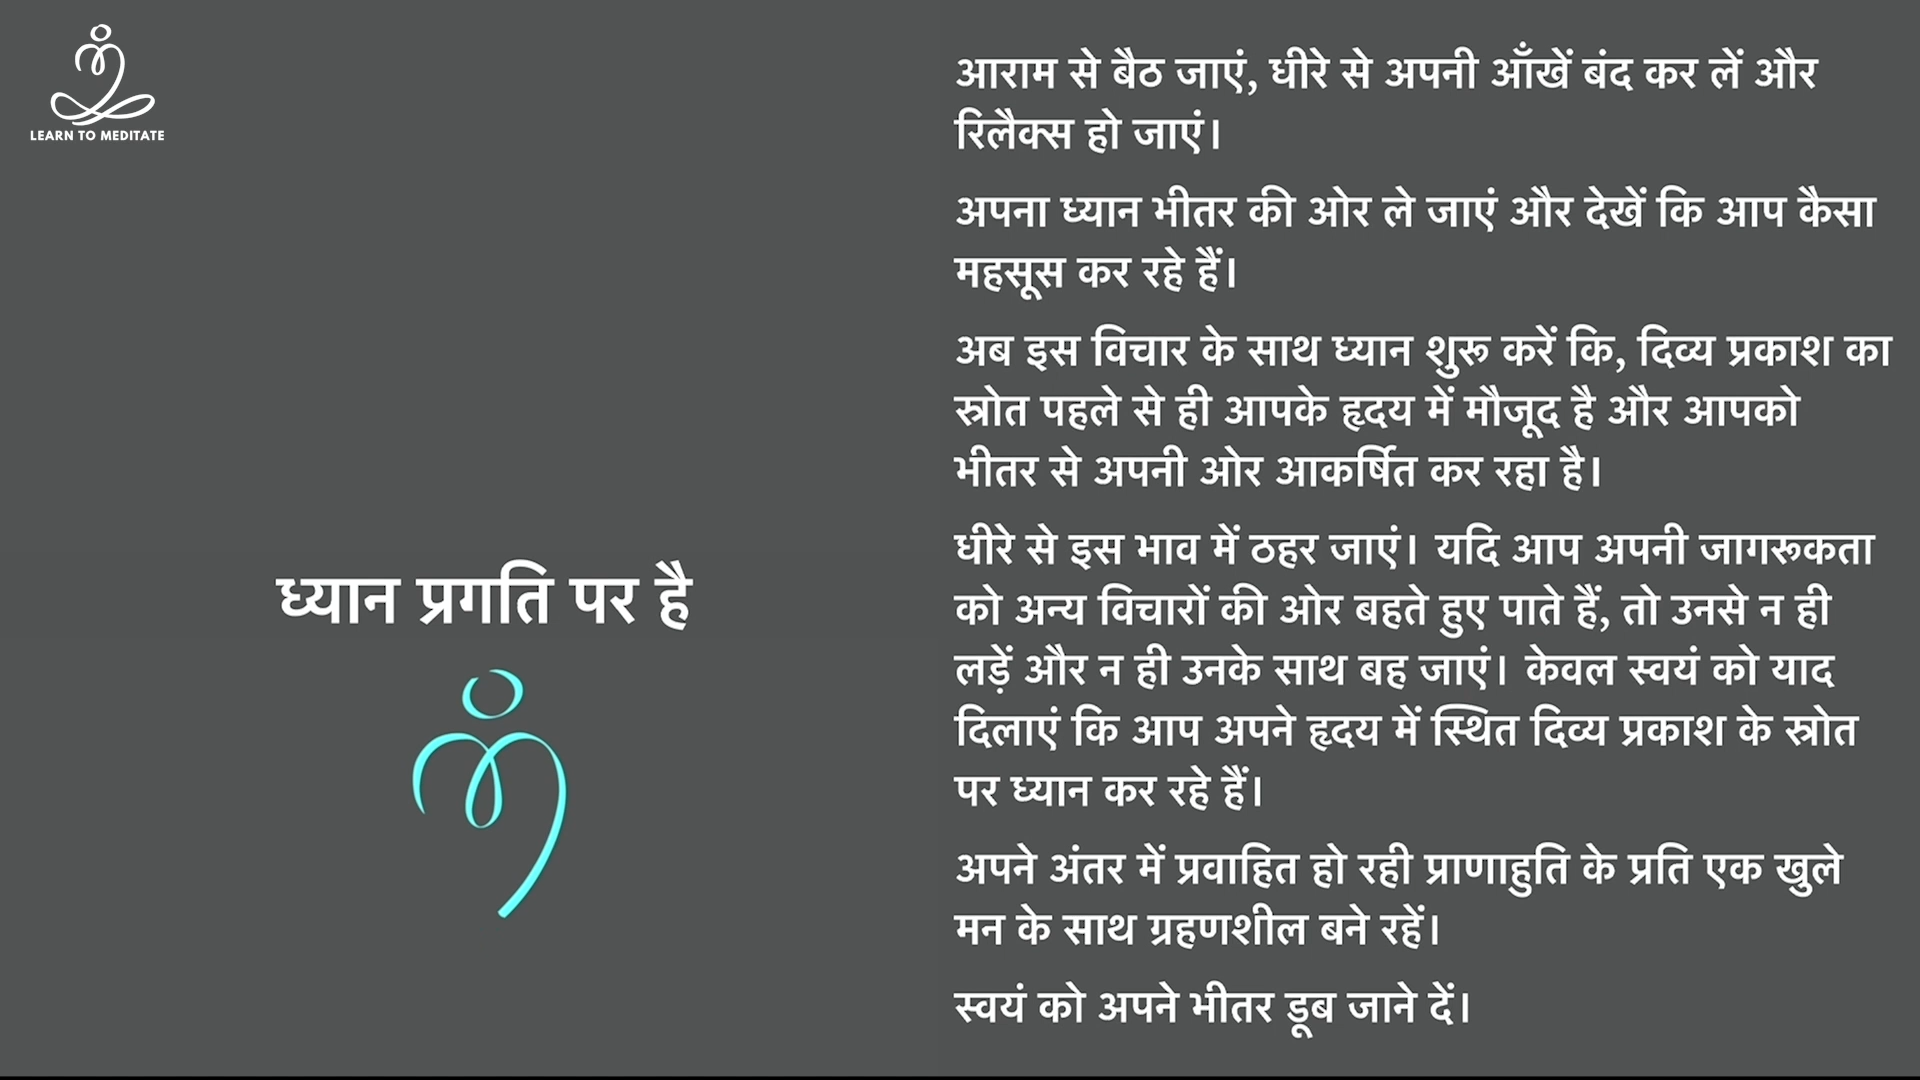 LEARN TO MEDITATE
ध्यान प्रगति पर है
आराम से बैठ जाएं, धीरे से अपनी आँखें बंद कर लें और
रिलैक्स हो जाएं।
अपना ध्यान भीतर की ओर ले जाएं और देखें कि आप कैसा
महसूस कर रहे हैं।
अब इस विचार के साथ ध्यान शुरू करें कि, दिव्य प्रकाश का
स्रोत पहले से ही आपके हृदय में मौजूद है और आपको
भीतर से अपनी ओर आकर्षित कर रहा है।
धीरे से इस भाव में ठहर जाएं। यदि आप अपनी जागरूकता
को अन्य विचारों की ओर बहते हुए पाते हैं, तो उनसे न ही
लड़ें और न ही उनके साथ बह जाएं। केवल स्वयं को याद
दिलाएं कि आप अपने हृदय में स्थित दिव्य प्रकाश के स्रोत
पर ध्यान कर रहे हैं।
अपने अंतर में प्रवाहित हो रही प्राणाहुति के प्रति एक खुले
मन के साथ ग्रहणशील बने रहें।
स्वयं को अपने भीतर डूब जाने दें।